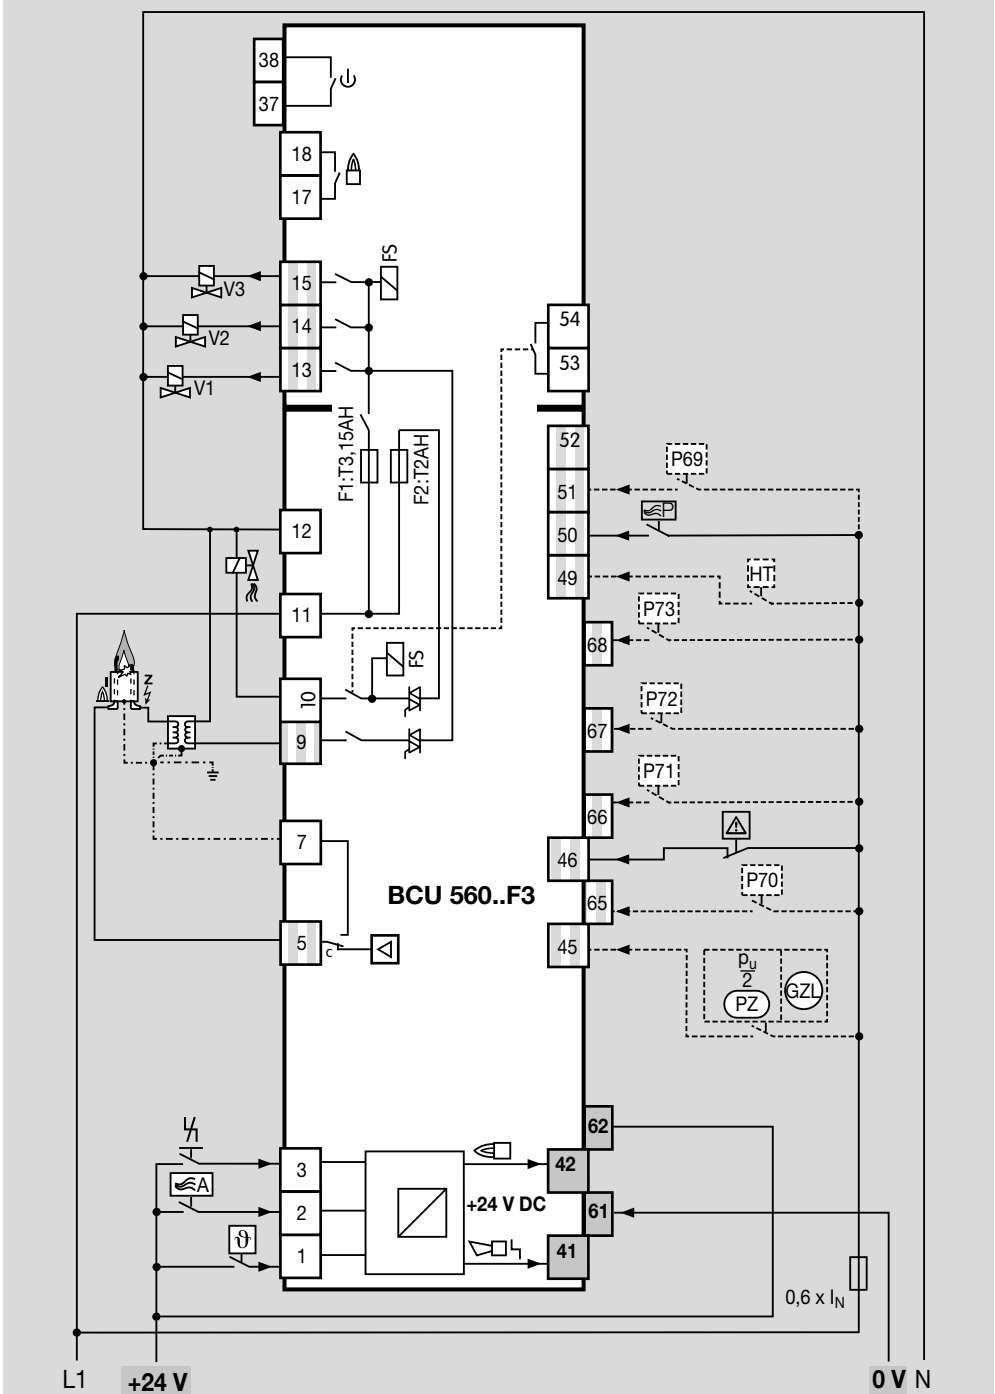 38
37
18
17
FS
15
V3
14
V2
13
V1
54
53
F1:T3,15AH
F2:T2AH
52
P69
51
P
50
12
49
HT
11
P73
68
FS
Z
10
P72
67
9
P71
66
7
46
BCU 560..F3
P70
65
5
c
45
pu
2
PZ
GZL
62
3
42
A
2
+24 V DC
61
ϑ
1
41
0,6 x IN
L1
+24 V
0 V
N